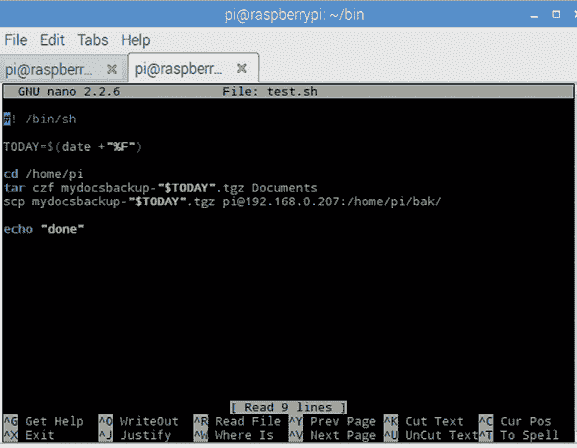 pi@raspberrypi: ~/bin
File Edit Tabs Help
pi@raspberr... pi@raspberr...
GNU nano 2.2.6 File: test.sh
#! /bin/sh
TODAY=$(date +"%F")
cd /home/pi
tar czf mydocsbackup-"$TODAY".tgz Documents
scp mydocsbackup-"$TODAY".tgz pi@192.168.0.207:/home/pi/bak/
echo "done"
[ Read 9 lines ]
^G Get Help ^O WriteOut ^R Read File ^Y Prev Page ^K Cut Text ^C Cur Pos
^X Exit ^J Justify ^W Where Is ^V Next Page ^U UnCut Text ^T To Spell